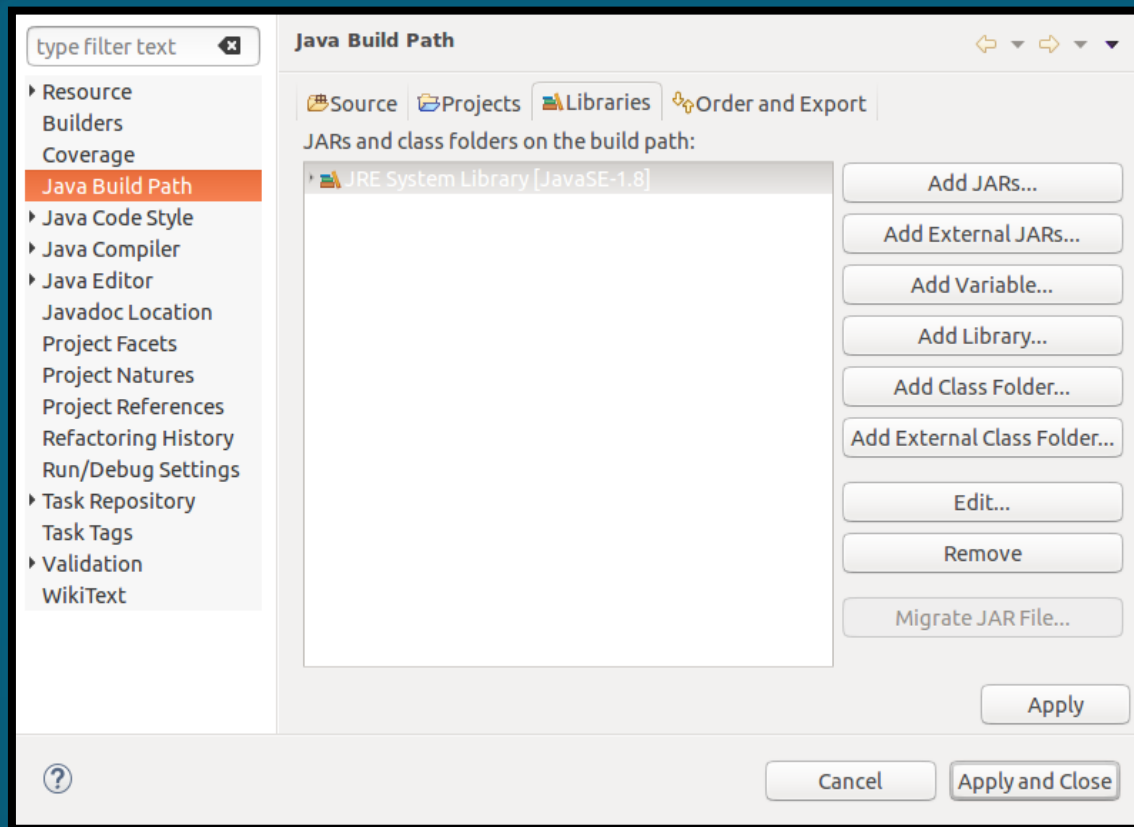 type filter text
Resource
Builders
Coverage
Java Build Path
Java Code Style
Java Compiler
Java Editor
Javadoc Location
Project Facets
Project Natures
Project References
Refactoring History
Run/Debug Settings
Task Repository
Task Tags
Validation
WikiText
Java Build Path
Source Projects Libraries Order and Export
JARs and class folders on the build path:
JRE System Library [JavaSE-1.8]
Add JARs...
Add External JARs...
Add Variable...
Add Library...
Add Class Folder...
Add External Class Folder...
Edit...
Remove
Migrate JAR File...
Apply
?
Cancel Apply and Close